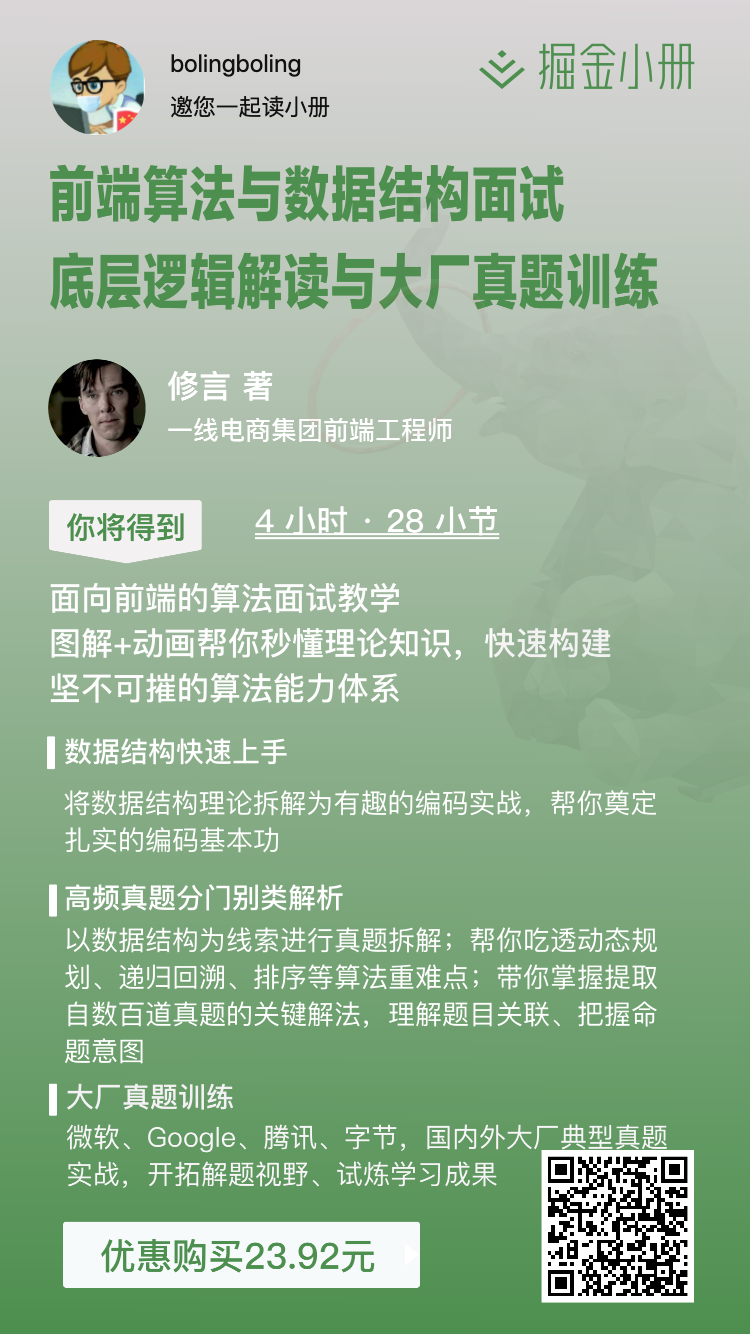 bolingboling
邀您一起读小册
掘金小册
前端算法与数据结构面试
底层逻辑解读与大厂真题训练
修言 著
一线电商集团前端工程师
你将得到
4 小时 · 28 小节
面向前端的算法面试教学
图解+动画帮你秒懂理论知识，快速构建
坚不可摧的算法能力体系
数据结构快速上手
将数据结构理论拆解为有趣的编码实战，帮你奠定
扎实的编码基本功
高频真题分门别类解析
以数据结构为线索进行真题拆解；帮你吃透动态规
划、递归回溯、排序等算法重难点；带你掌握提取
自数百道真题的关键解法，理解题目关联、把握命
题意图
大厂真题训练
微软、Google、腾讯、字节，国内外大厂典型真题
实战，开拓解题视野、试炼学习成果
优惠购买23.92元